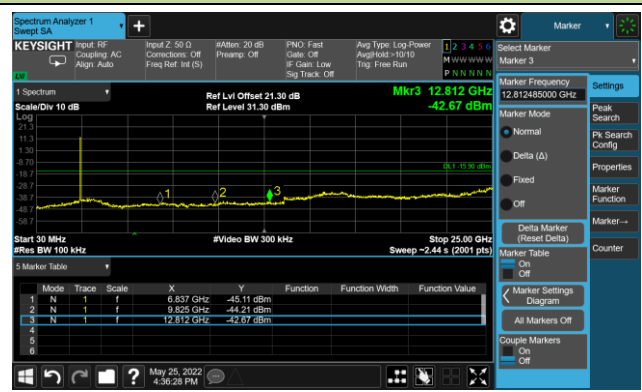 Spectrum Analyzer 1
Swept SA
Marker
KEYSIGHT Input: RF Input Z: 50 Ω #Atten: 20 dB PNO: Fast Avg Type: Log-Power 1 2 3 4 5 6
Coupling: AC Corrections: Off Preamp: Off Gate: Off Avg|Hold:>10/10 M W W W W W
Align: Auto Freq Ref: Int (S) IF Gain: Low Trig: Free Run
Sig Track: Off P N N N N N
LW
Select Marker
Marker 3
1 Spectrum
Scale/Div 10 dB
Ref Lvl Offset 21.30 dB
Ref Level 31.30 dBm
Mkr3 12.812 GHz
-42.67 dBm
Log
21.3
11.3
1.30
-8.70
-18.7
-28.7
-38.7
-48.7
-58.7
DL1 -15.90 dBm
1
2
3
Start 30 MHz #Video BW 300 kHz Stop 25.00 GHz
#Res BW 100 kHz Sweep ~2.44 s (2001 pts)
5 Marker Table
Mode Trace Scale X Y Function Function Width Function Value
1 N 1 f 6.837 GHz -45.11 dBm
2 N 1 f 9.825 GHz -44.21 dBm
3 N 1 f 12.812 GHz -42.67 dBm
4
5
6
Marker Frequency
12.812485000 GHz
Marker Mode
Normal
Delta (Δ)
Fixed
Off
Delta Marker
(Reset Delta)
Marker Table
On
Off
Marker Settings
Diagram
All Markers Off
Couple Markers
On
Off
Settings
Peak
Search
Pk Search
Config
Properties
Marker
Function
Marker→
Counter
?
May 25, 2022
4:36:28 PM